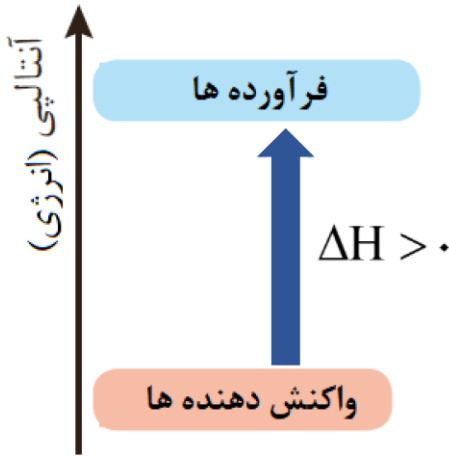 فرآورده ها
آنتالپی (انرژی)
ΔH > ۰
واکنش دهنده ها